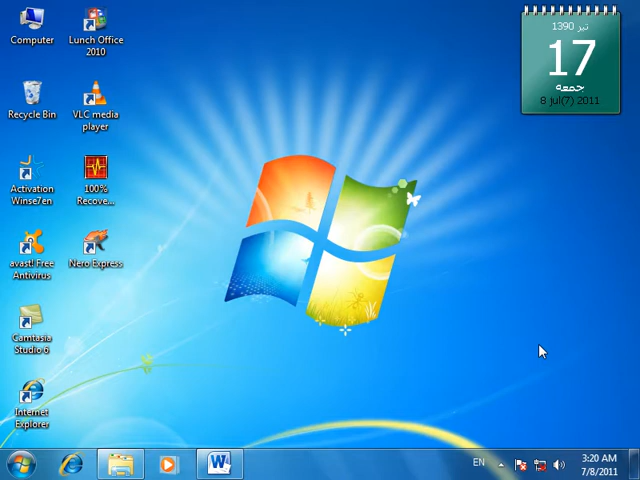 Computer
Lunch Office
2010
Recycle Bin
VLC media
player
Activation
Winse7en
100%
Recove...
avast! Free
Antivirus
Nero Express
Camtasia
Studio 6
Internet
Explorer
تیر 1390
17
جمعه
8 jul(7) 2011
EN
3:20 AM
7/8/2011